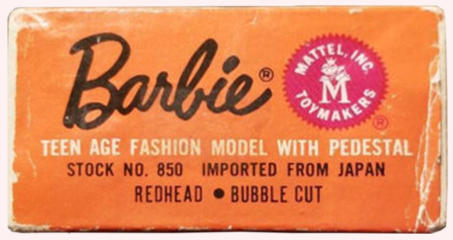 Barbie®
MATTEL, INC.
M
TOYMAKERS
®
TEEN AGE FASHION MODEL WITH PEDESTAL
STOCK NO. 850 IMPORTED FROM JAPAN
REDHEAD ● BUBBLE CUT